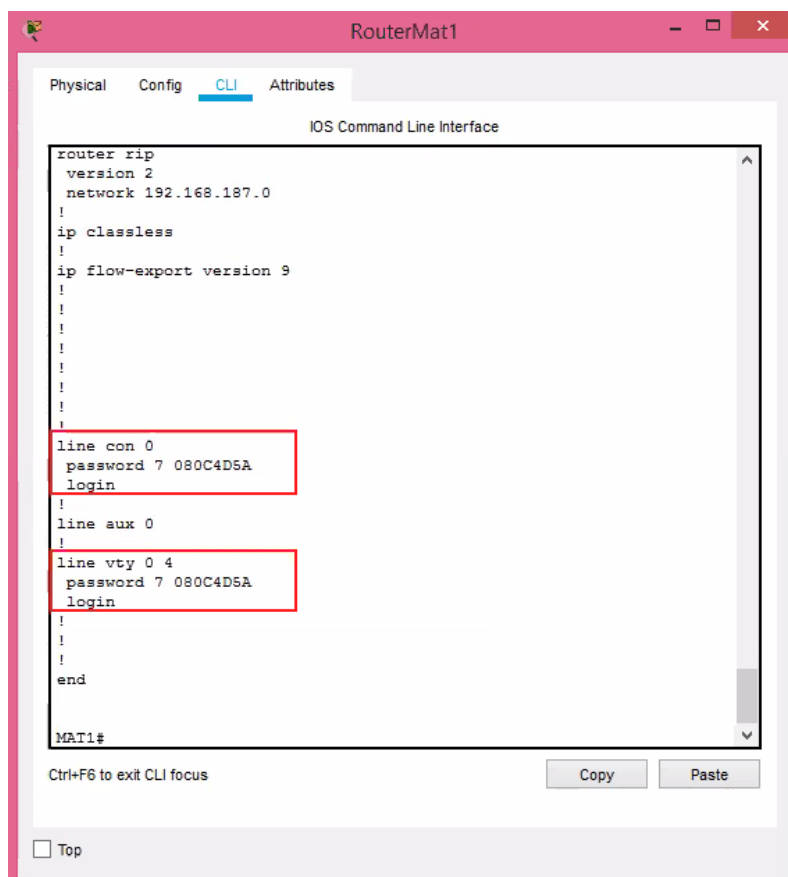 RouterMat1
Physical Config CLI Attributes
IOS Command Line Interface
router rip
version 2
network 192.168.187.0
!
ip classless
!
ip flow-export version 9
!
!
!
!
!
!
!
!
line con 0
password 7 080C4D5A
login
!
line aux 0
!
line vty 0 4
password 7 080C4D5A
login
!
!
!
end
MAT1#
Ctrl+F6 to exit CLI focus
Copy Paste
Top